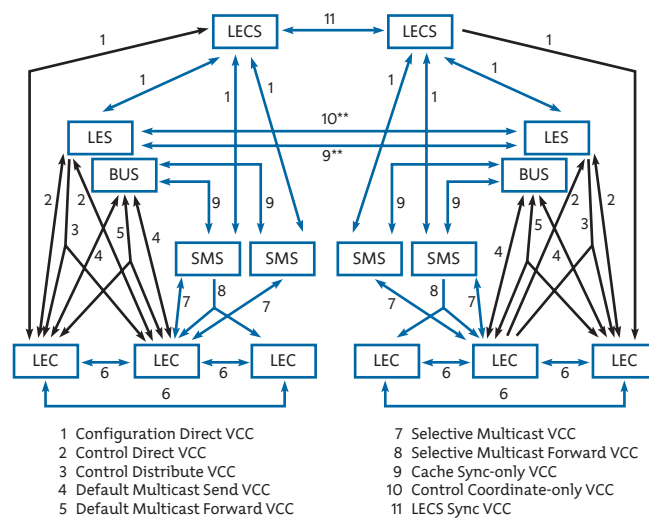 11
LECS
LECS
1
1
1
1
1
1
1
1
1
1
10**
LES
LES
9**
BUS
BUS
2
2
3
5
4
4
9
9
9
9
2
2
5
3
4
4
SMS
SMS
SMS
SMS
7
8
7
7
8
7
LEC
LEC
LEC
LEC
LEC
LEC
6
6
6
6
6
6
1 Configuration Direct VCC
2 Control Direct VCC
3 Control Distribute VCC
4 Default Multicast Send VCC
5 Default Multicast Forward VCC
7 Selective Multicast VCC
8 Selective Multicast Forward VCC
9 Cache Sync-only VCC
10 Control Coordinate-only VCC
11 LECS Sync VCC